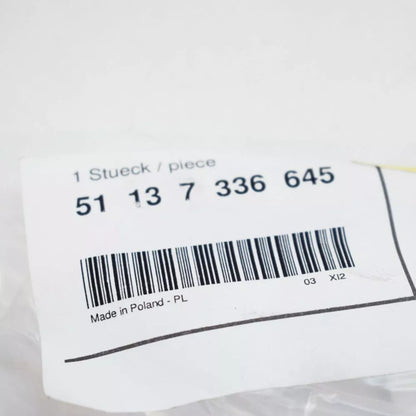 1 Stueck / piece
51 13 7 336 645
Made in Poland - PL
03 XI2